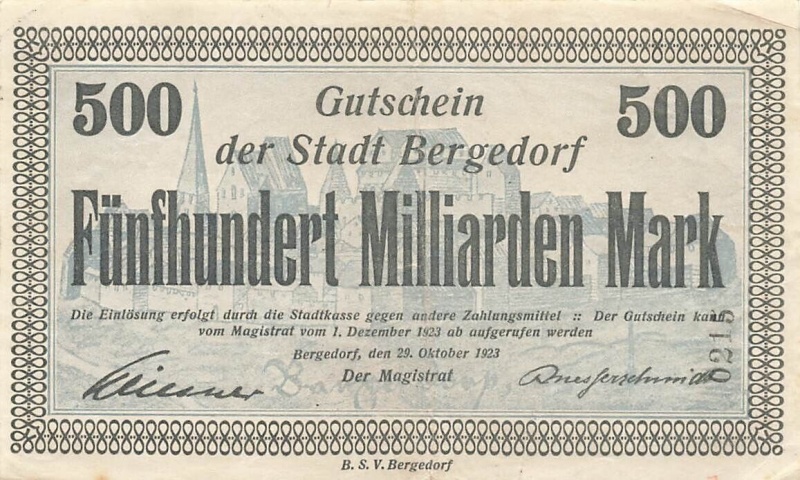 500 Gutschein 500
der Stadt Bergedorf
Fünfhundert Milliarden Mark
Die Einlösung erfolgt durch die Stadtkasse gegen andere Zahlungsmittel :: Der Gutschein kann
vom Magistrat vom 1. Dezember 1923 ab aufgerufen werden
Bergedorf, den 29. Oktober 1923
Der Magistrat
0215
B. S. V. Bergedorf